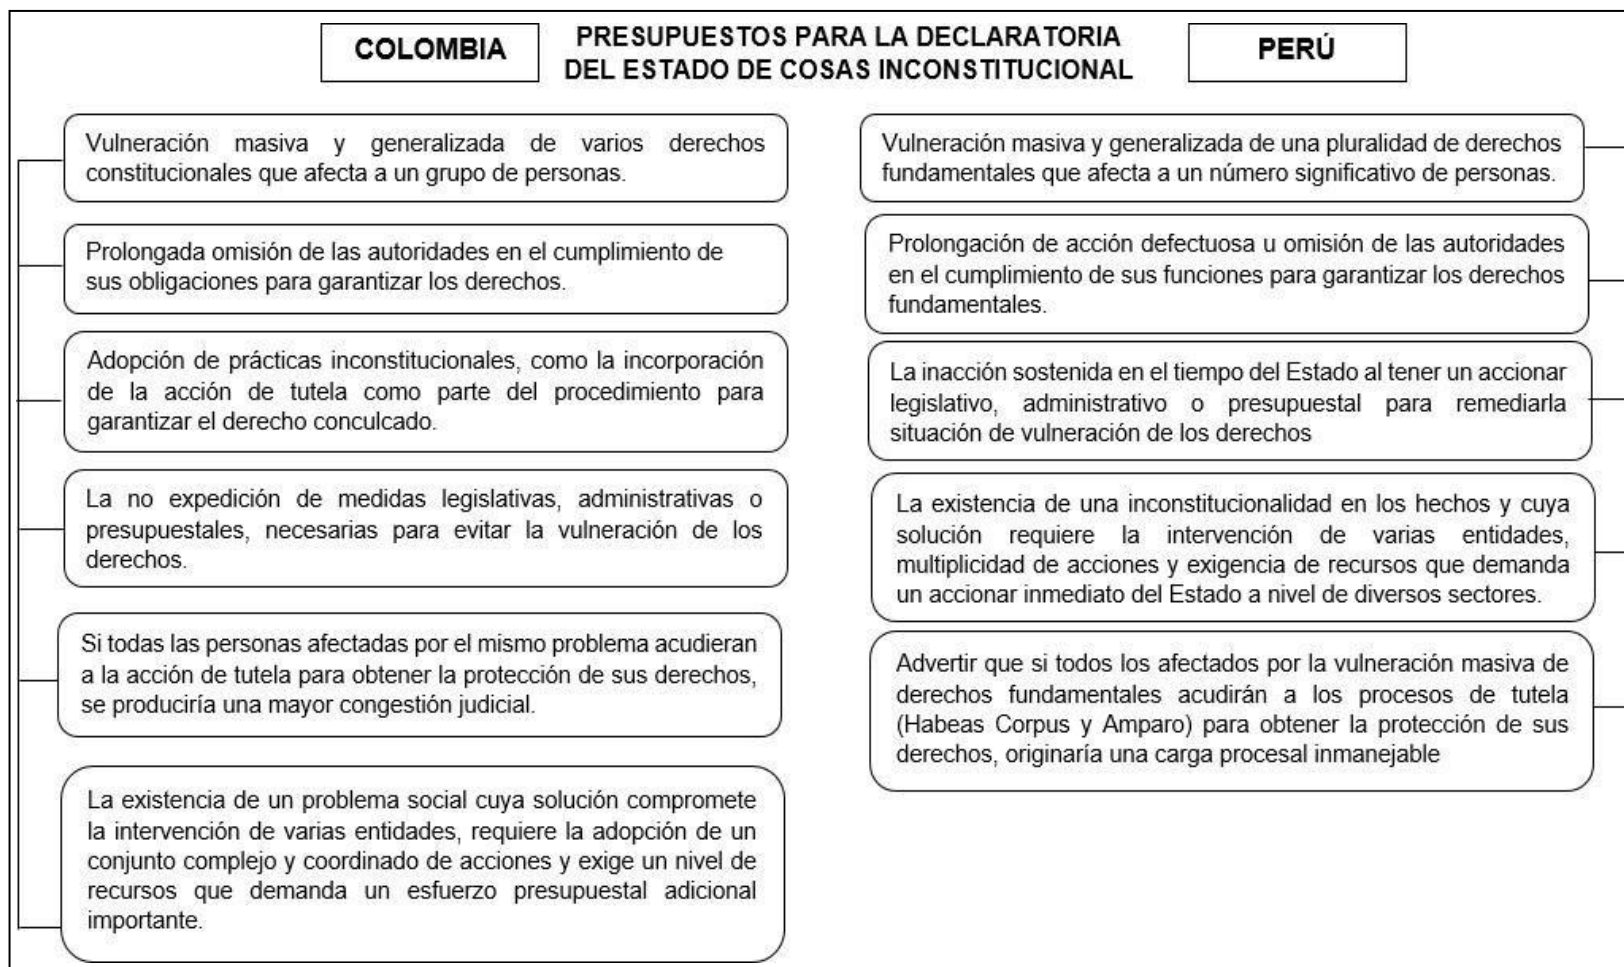 COLOMBIA
PRESUPUESTOS PARA LA DECLARATORIA
DEL ESTADO DE COSAS INCONSTITUCIONAL
PERÚ
Vulneración masiva y generalizada de varios derechos
constitucionales que afecta a un grupo de personas.
Prolongada omisión de las autoridades en el cumplimiento de
sus obligaciones para garantizar los derechos.
Adopción de prácticas inconstitucionales, como la incorporación
de la acción de tutela como parte del procedimiento para
garantizar el derecho conculcado.
La no expedición de medidas legislativas, administrativas o
presupuestales, necesarias para evitar la vulneración de los
derechos.
Si todas las personas afectadas por el mismo problema acudieran
a la acción de tutela para obtener la protección de sus derechos,
se produciría una mayor congestión judicial.
La existencia de un problema social cuya solución compromete
la intervención de varias entidades, requiere la adopción de un
conjunto complejo y coordinado de acciones y exige un nivel de
recursos que demanda un esfuerzo presupuestal adicional
importante.
Vulneración masiva y generalizada de una pluralidad de derechos
fundamentales que afecta a un número significativo de personas.
Prolongación de acción defectuosa u omisión de las autoridades
en el cumplimiento de sus funciones para garantizar los derechos
fundamentales.
La inacción sostenida en el tiempo del Estado al tener un accionar
legislativo, administrativo o presupuestal para remediarla
situación de vulneración de los derechos
La existencia de una inconstitucionalidad en los hechos y cuya
solución requiere la intervención de varias entidades,
multiplicidad de acciones y exigencia de recursos que demanda
un accionar inmediato del Estado a nivel de diversos sectores.
Advertir que si todos los afectados por la vulneración masiva de
derechos fundamentales acudirán a los procesos de tutela
(Habeas Corpus y Amparo) para obtener la protección de sus
derechos, originaría una carga procesal inmanejable